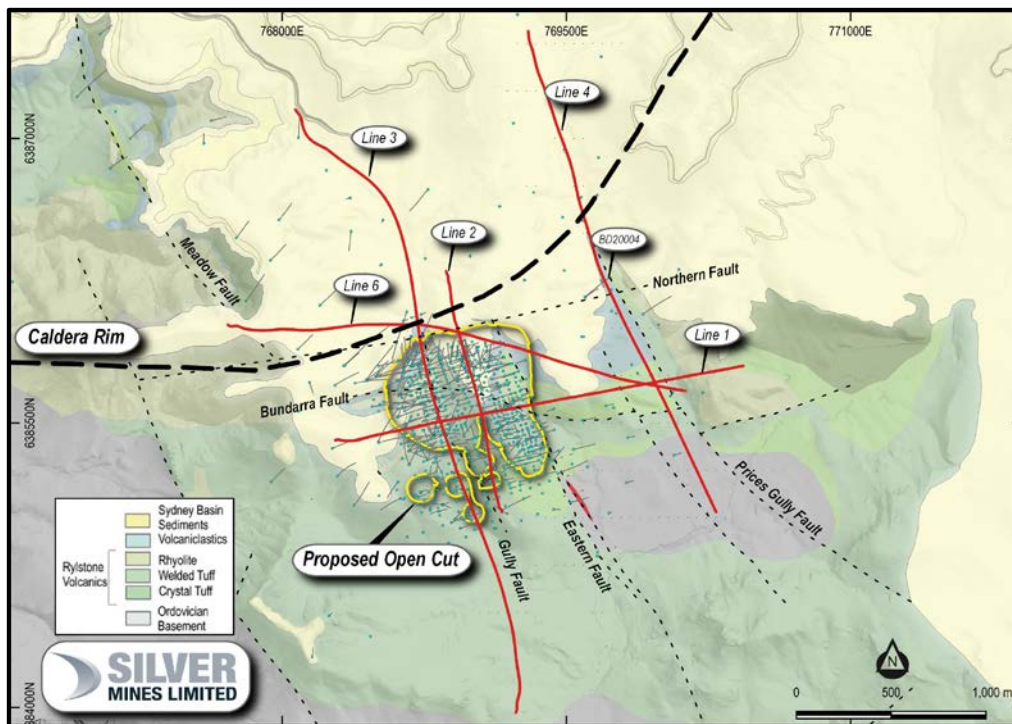 768000E
769500E
771000E
6387000N
Line 3
Line 4
Line 2
BD20004
Meadow Fault
Northern Fault
Line 6
Line 1
Caldera Rim
Bundarra Fault
6385500N
Prices Gully Fault
Proposed Open Cut
Gully Fault
Eastern Fault
Sydney Basin
Sediments
Volcaniclastics
Rylstone
Volcanics
Rhyolite
Welded Tuff
Crystal Tuff
Ordovician
Basement
SILVER
MINES LIMITED
N
0 500 1,000 m